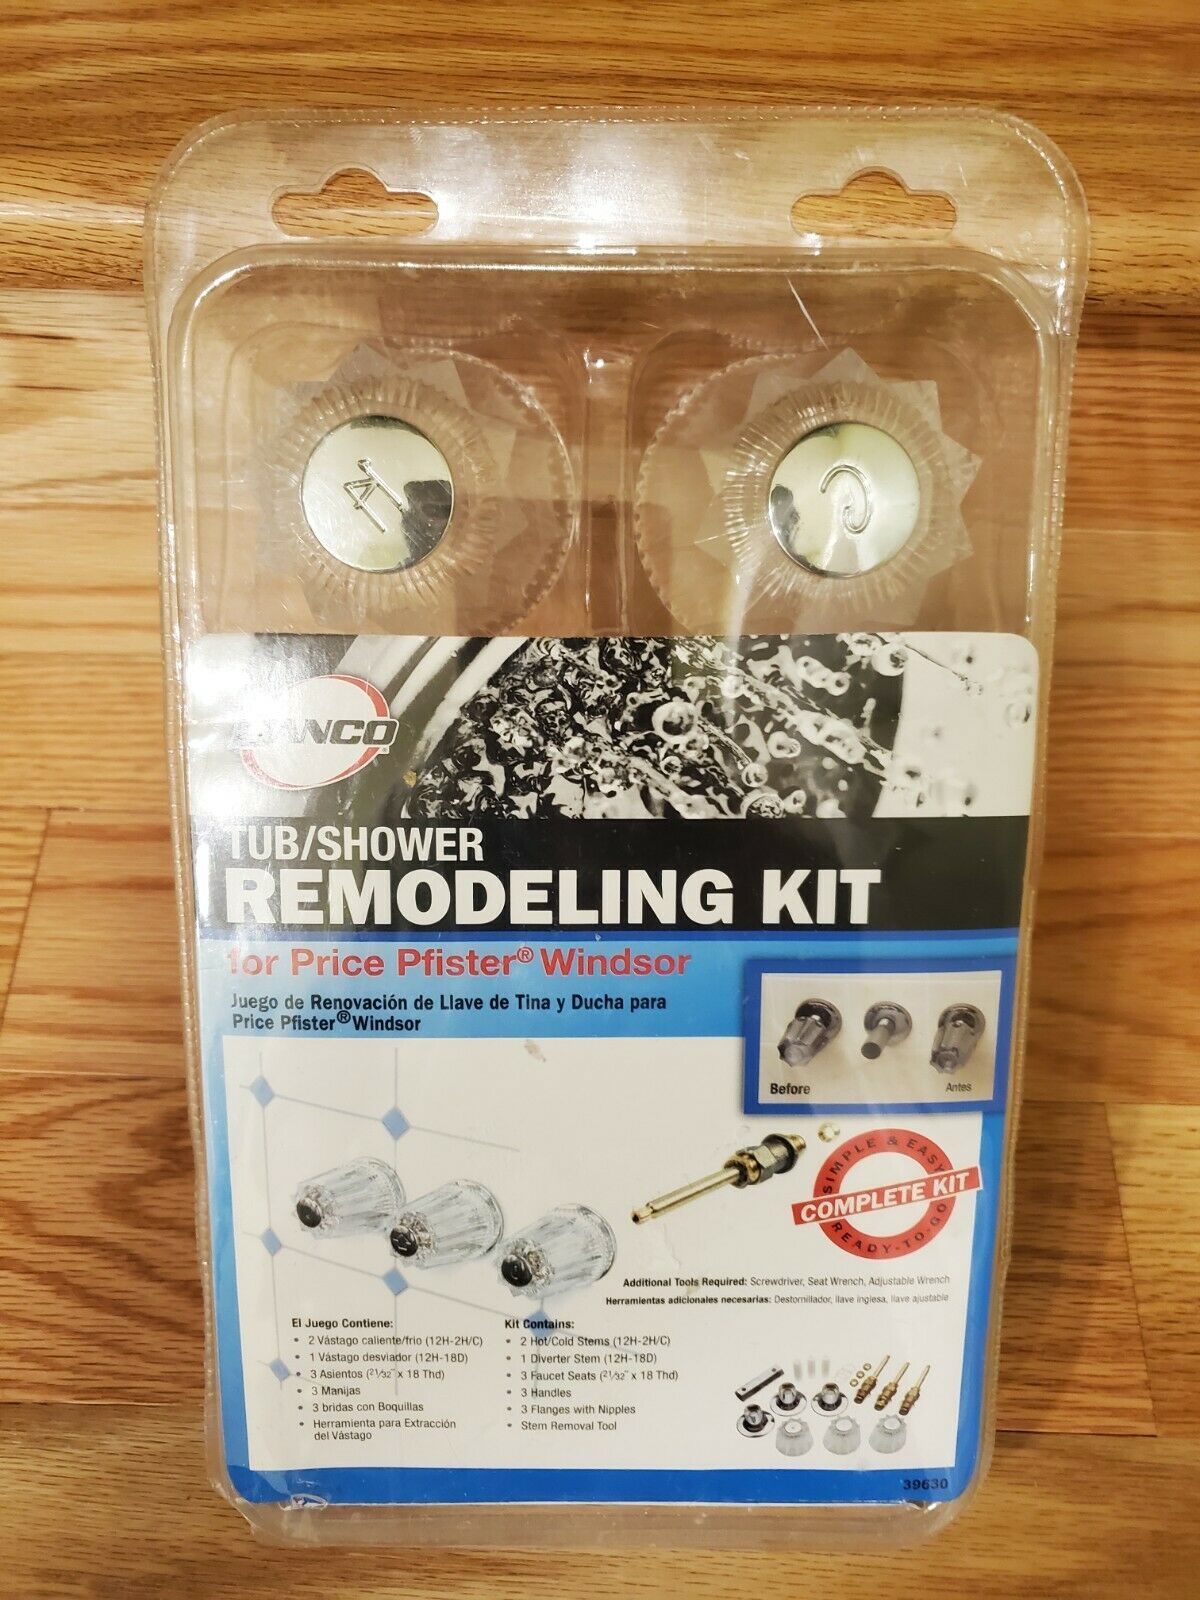 H
C
DANCO®
TUB/SHOWER
REMODELING KIT
for Price Pfister® Windsor
Juego de Renovación de Llave de Tina y Ducha para
Price Pfister® Windsor
Before
Antes
SIMPLE & EASY
COMPLETE KIT
READY-TO-GO
Additional Tools Required: Screwdriver, Seat Wrench, Adjustable Wrench
Herramientas adicionales necesarias: Destornillador, llave inglesa, llave ajustable
El Juego Contiene:
• 2 Vástago caliente/frio (12H-2H/C)
• 1 Vástago desviador (12H-18D)
• 3 Asientos (21/32" x 18 Thd)
• 3 Manijas
• 3 bridas con Boquillas
• Herramienta para Extracción
del Vástago
Kit Contains:
• 2 Hot/Cold Stems (12H-2H/C)
• 1 Diverter Stem (12H-18D)
• 3 Faucet Seats (21/32" x 18 Thd)
• 3 Handles
• 3 Flanges with Nipples
• Stem Removal Tool
39630